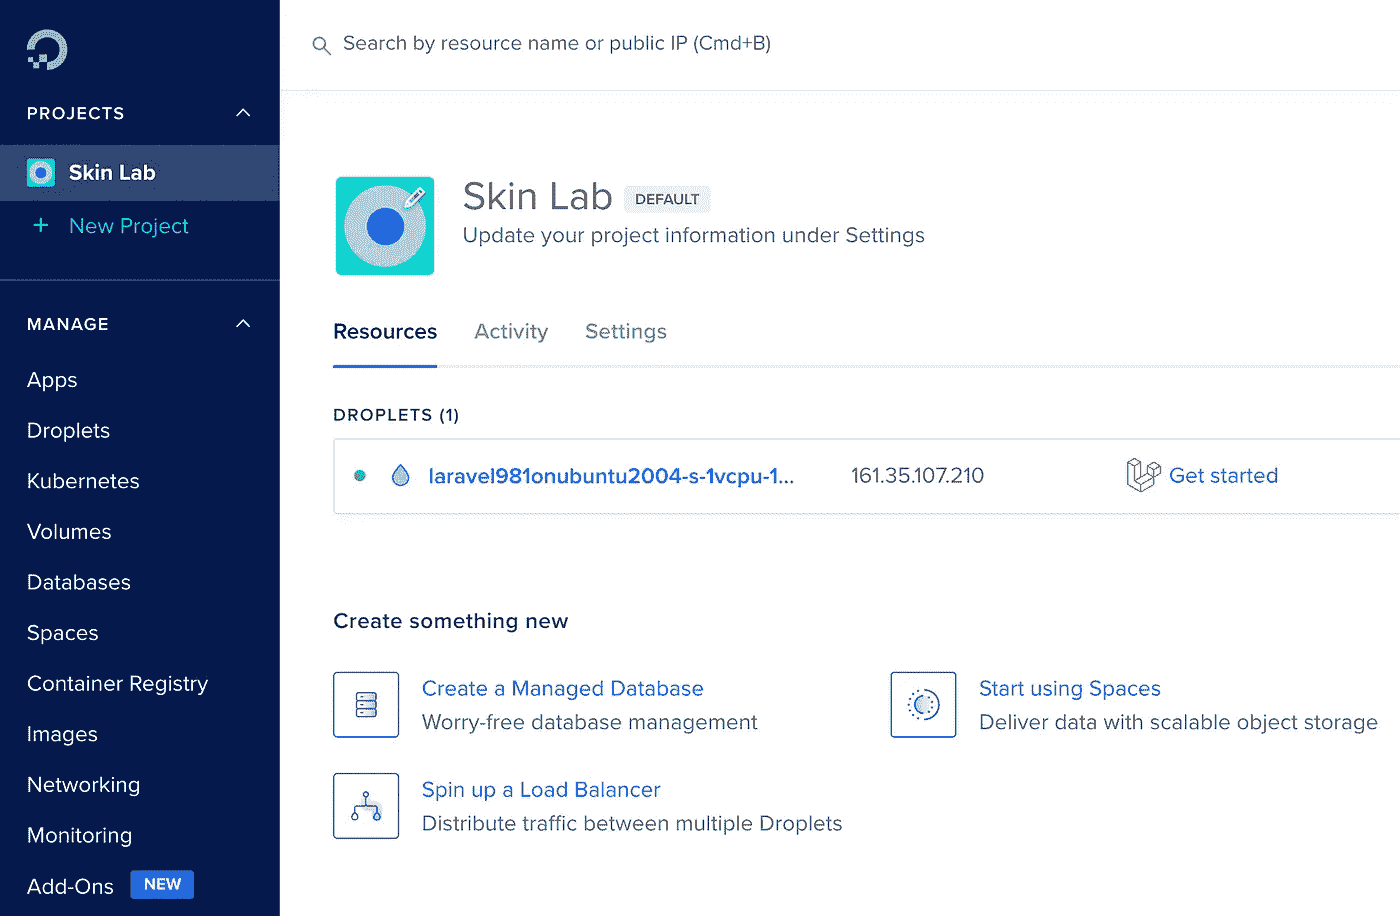 Search by resource name or public IP (Cmd+B)
PROJECTS
Skin Lab
+ New Project
MANAGE
Apps
Droplets
Kubernetes
Volumes
Databases
Spaces
Container Registry
Images
Networking
Monitoring
Add-Ons NEW
Skin Lab DEFAULT
Update your project information under Settings
Resources Activity Settings
DROPLETS (1)
laravel981onubuntu2004-s-1vcpu-1... 161.35.107.210 Get started
Create something new
Create a Managed Database
Worry-free database management
Start using Spaces
Deliver data with scalable object storage
Spin up a Load Balancer
Distribute traffic between multiple Droplets